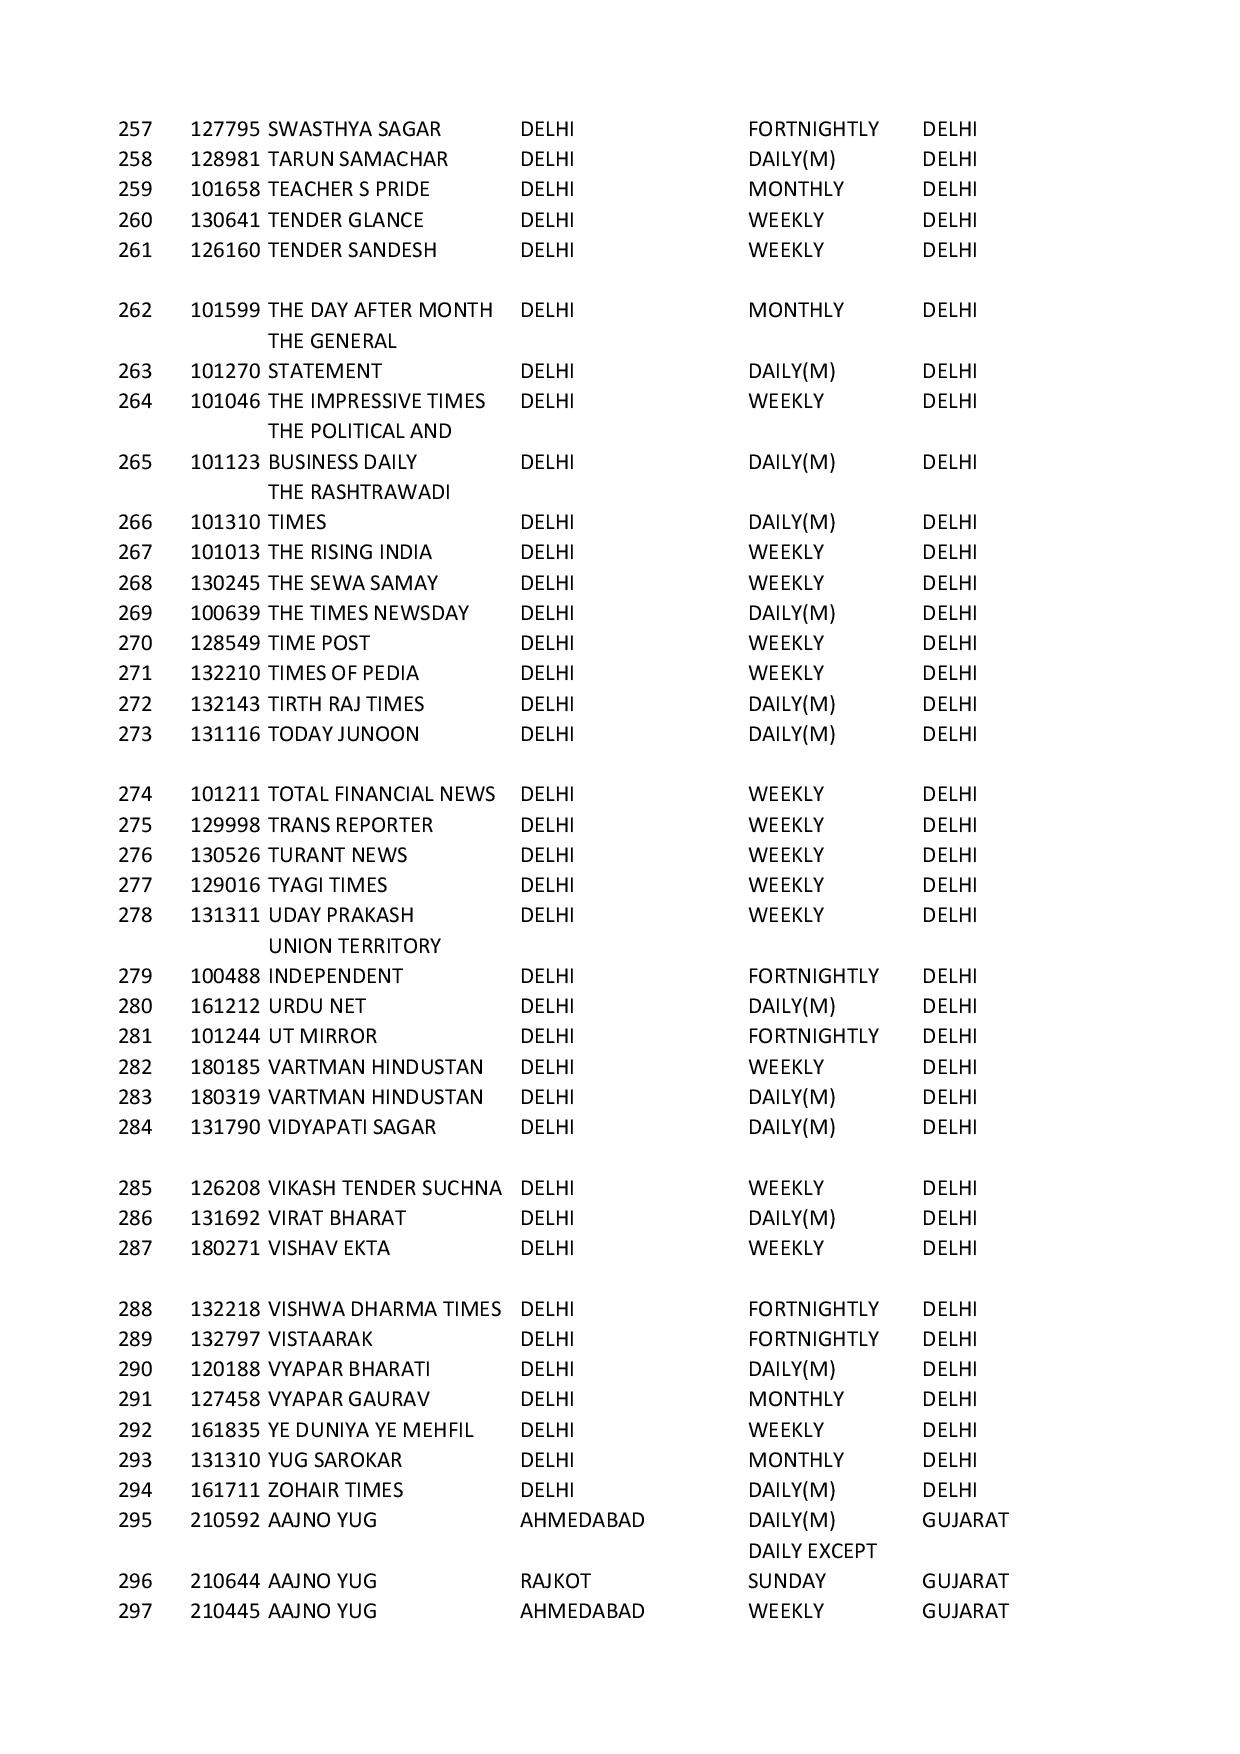 257 127795 SWASTHYA SAGAR DELHI FORTNIGHTLY DELHI
258 128981 TARUN SAMACHAR DELHI DAILY(M) DELHI
259 101658 TEACHER S PRIDE DELHI MONTHLY DELHI
260 130641 TENDER GLANCE DELHI WEEKLY DELHI
261 126160 TENDER SANDESH DELHI WEEKLY DELHI
262 101599 THE DAY AFTER MONTH DELHI MONTHLY DELHI
THE GENERAL
263 101270 STATEMENT DELHI DAILY(M) DELHI
264 101046 THE IMPRESSIVE TIMES DELHI WEEKLY DELHI
THE POLITICAL AND
265 101123 BUSINESS DAILY DELHI DAILY(M) DELHI
THE RASHTRAWADI
266 101310 TIMES DELHI DAILY(M) DELHI
267 101013 THE RISING INDIA DELHI WEEKLY DELHI
268 130245 THE SEWA SAMAY DELHI WEEKLY DELHI
269 100639 THE TIMES NEWSDAY DELHI DAILY(M) DELHI
270 128549 TIME POST DELHI WEEKLY DELHI
271 132210 TIMES OF PEDIA DELHI WEEKLY DELHI
272 132143 TIRTH RAJ TIMES DELHI DAILY(M) DELHI
273 131116 TODAY JUNOON DELHI DAILY(M) DELHI
274 101211 TOTAL FINANCIAL NEWS DELHI WEEKLY DELHI
275 129998 TRANS REPORTER DELHI WEEKLY DELHI
276 130526 TURANT NEWS DELHI WEEKLY DELHI
277 129016 TYAGI TIMES DELHI WEEKLY DELHI
278 131311 UDAY PRAKASH DELHI WEEKLY DELHI
UNION TERRITORY
279 100488 INDEPENDENT DELHI FORTNIGHTLY DELHI
280 161212 URDU NET DELHI DAILY(M) DELHI
281 101244 UT MIRROR DELHI FORTNIGHTLY DELHI
282 180185 VARTMAN HINDUSTAN DELHI WEEKLY DELHI
283 180319 VARTMAN HINDUSTAN DELHI DAILY(M) DELHI
284 131790 VIDYAPATI SAGAR DELHI DAILY(M) DELHI
285 126208 VIKASH TENDER SUCHNA DELHI WEEKLY DELHI
286 131692 VIRAT BHARAT DELHI DAILY(M) DELHI
287 180271 VISHAV EKTA DELHI WEEKLY DELHI
288 132218 VISHWA DHARMA TIMES DELHI FORTNIGHTLY DELHI
289 132797 VISTAARAK DELHI FORTNIGHTLY DELHI
290 120188 VYAPAR BHARATI DELHI DAILY(M) DELHI
291 127458 VYAPAR GAURAV DELHI MONTHLY DELHI
292 161835 YE DUNIYA YE MEHFIL DELHI WEEKLY DELHI
293 131310 YUG SAROKAR DELHI MONTHLY DELHI
294 161711 ZOHAIR TIMES DELHI DAILY(M) DELHI
295 210592 AAJNO YUG AHMEDABAD DAILY(M) GUJARAT
DAILY EXCEPT
296 210644 AAJNO YUG RAJKOT SUNDAY GUJARAT
297 210445 AAJNO YUG AHMEDABAD WEEKLY GUJARAT